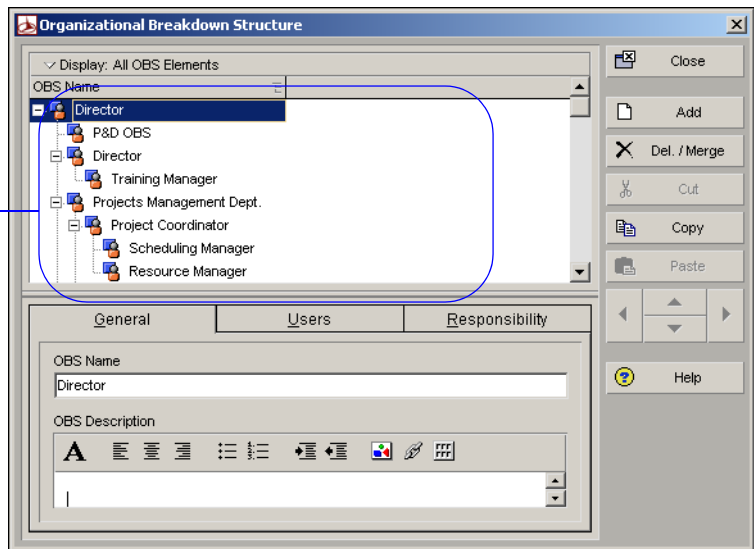 Organizational Breakdown Structure
Display: All OBS Elements
OBS Name
Director
P&D OBS
Director
Training Manager
Projects Management Dept.
Project Coordinator
Scheduling Manager
Resource Manager
General Users Responsibility
OBS Name
Director
OBS Description
A
Close
Add
Del. / Merge
Cut
Copy
Paste
Help